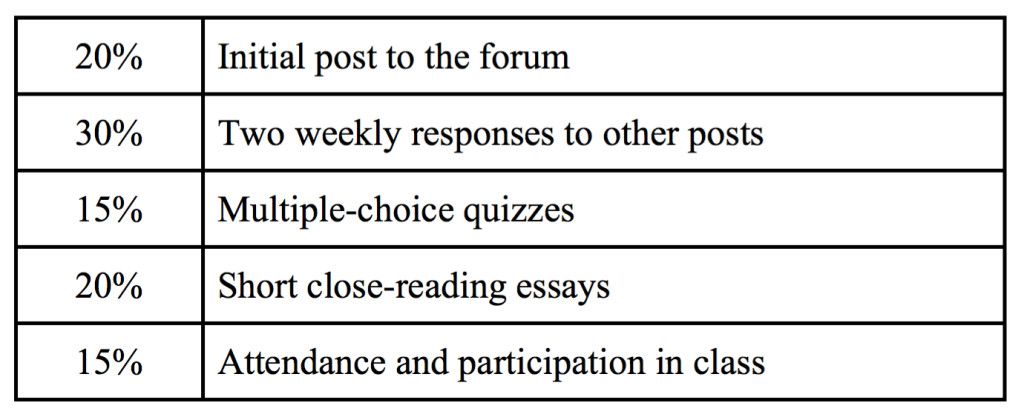 20% Initial post to the forum
30% Two weekly responses to other posts
15% Multiple-choice quizzes
20% Short close-reading essays
15% Attendance and participation in class